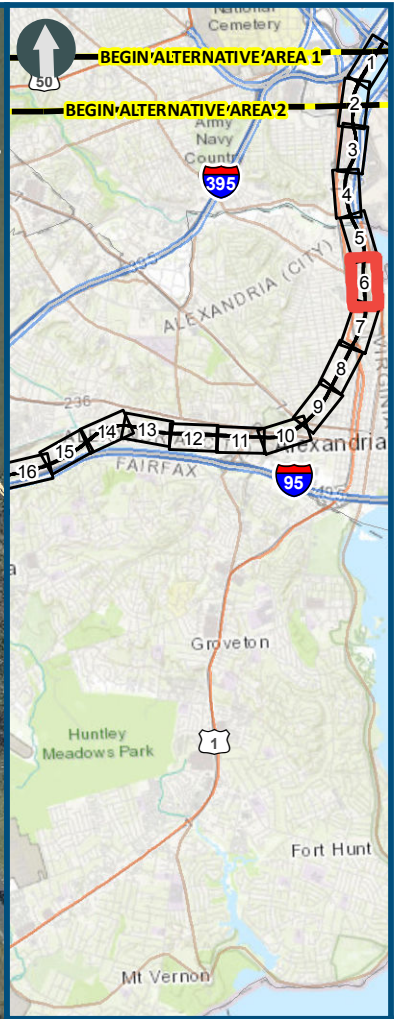 National
Cemetery
BEGIN ALTERNATIVE AREA 1
50
1
BEGIN ALTERNATIVE AREA 2
2
Army
Navy
Country
3
395
4
5
ALEXANDRIA (CITY)
395
6
7
VIRGINIA
8
236
9
14
13
12
11
10
Alexandria
16
15
FAIRFAX
95
495
Groveton
1
Huntley
Meadows Park
Fort Hunt
Mt Vernon